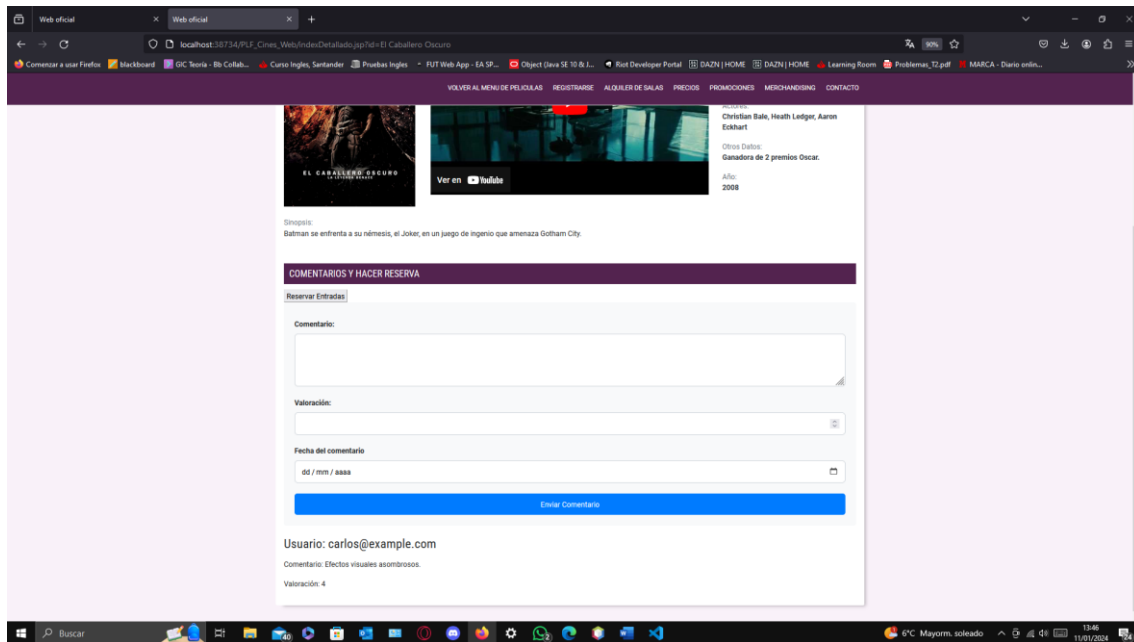 Web oficial
Web oficial
localhost:38734/PLF_Cines_Web/indexDetallado.jsp?id=El Caballero Oscuro
90%
Comenzar a usar Firefox
blackboard
GIC Teoría - Bb Collab...
Curso Ingles, Santander
Pruebas Ingles
FUT Web App - EA SP...
Object (Java SE 10 & J...
Riot Developer Portal
DAZN | HOME
DAZN | HOME
Learning Room
Problemas_T2.pdf
MARCA - Diario onlin...
VOLVER AL MENU DE PELICULAS REGISTRARSE ALQUILER DE SALAS PRECIOS PROMOCIONES MERCHANDISING CONTACTO
EL CABALLERO OSCURO
Ver en YouTube
Actores:
Christian Bale, Heath Ledger, Aaron
Eckhart
Otros Datos:
Ganadora de 2 premios Oscar.
Año:
2008
Sinopsis:
Batman se enfrenta a su némesis, el Joker, en un juego de ingenio que amenaza Gotham City.
COMENTARIOS Y HACER RESERVA
Reservar Entradas
Comentario:
Valoración:
Fecha del comentario
dd / mm / aaaa
Enviar Comentario
Usuario: carlos@example.com
Comentario: Efectos visuales asombrosos.
Valoración: 4
Buscar
40
6°C Mayorm. soleado
13:46
11/01/2024